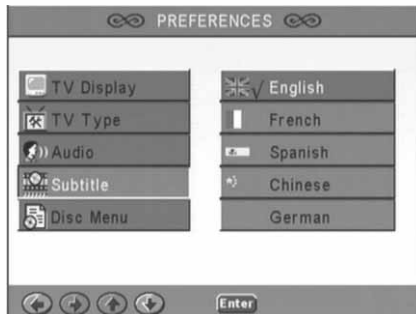 PREFERENCES
TV Display
TV Type
Audio
Subtitle
Disc Menu
English
French
Spanish
Chinese
German
Enter